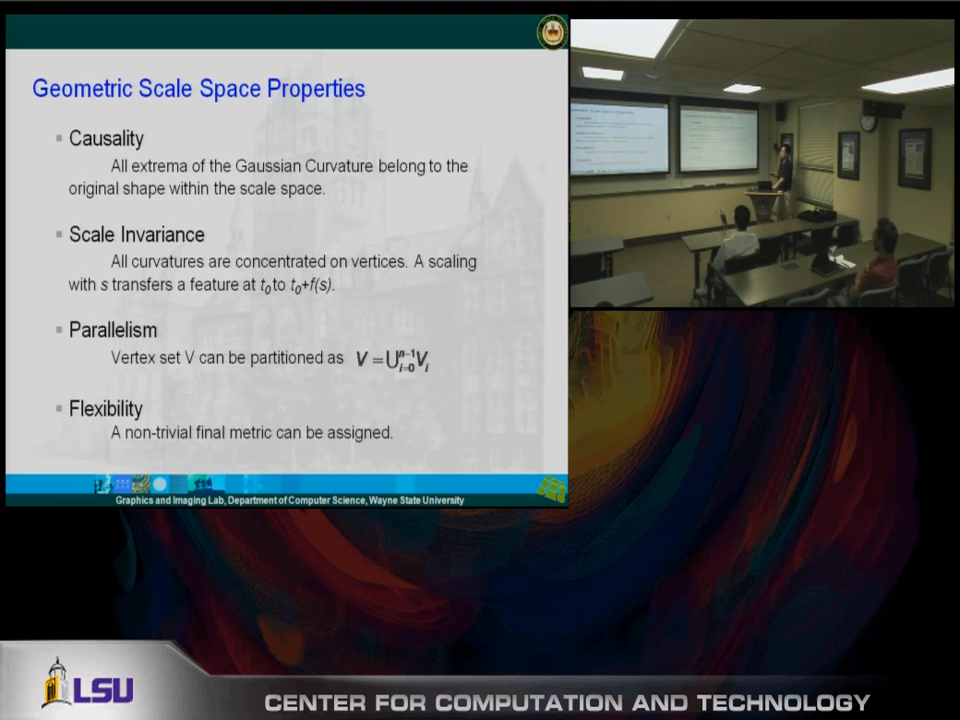 Geometric Scale Space Properties
Causality
All extrema of the Gaussian Curvature belong to the
original shape within the scale space.
Scale Invariance
All curvatures are concentrated on vertices. A scaling
with s transfers a feature at t₀ to t₀+f(s).
Parallelism
Vertex set V can be partitioned as V = ⋃ⁿ⁻¹ᵢ₌₀ Vᵢ
Flexibility
A non-trivial final metric can be assigned.
Graphics and Imaging Lab, Department of Computer Science, Wayne State University
LSU
CENTER FOR COMPUTATION AND TECHNOLOGY